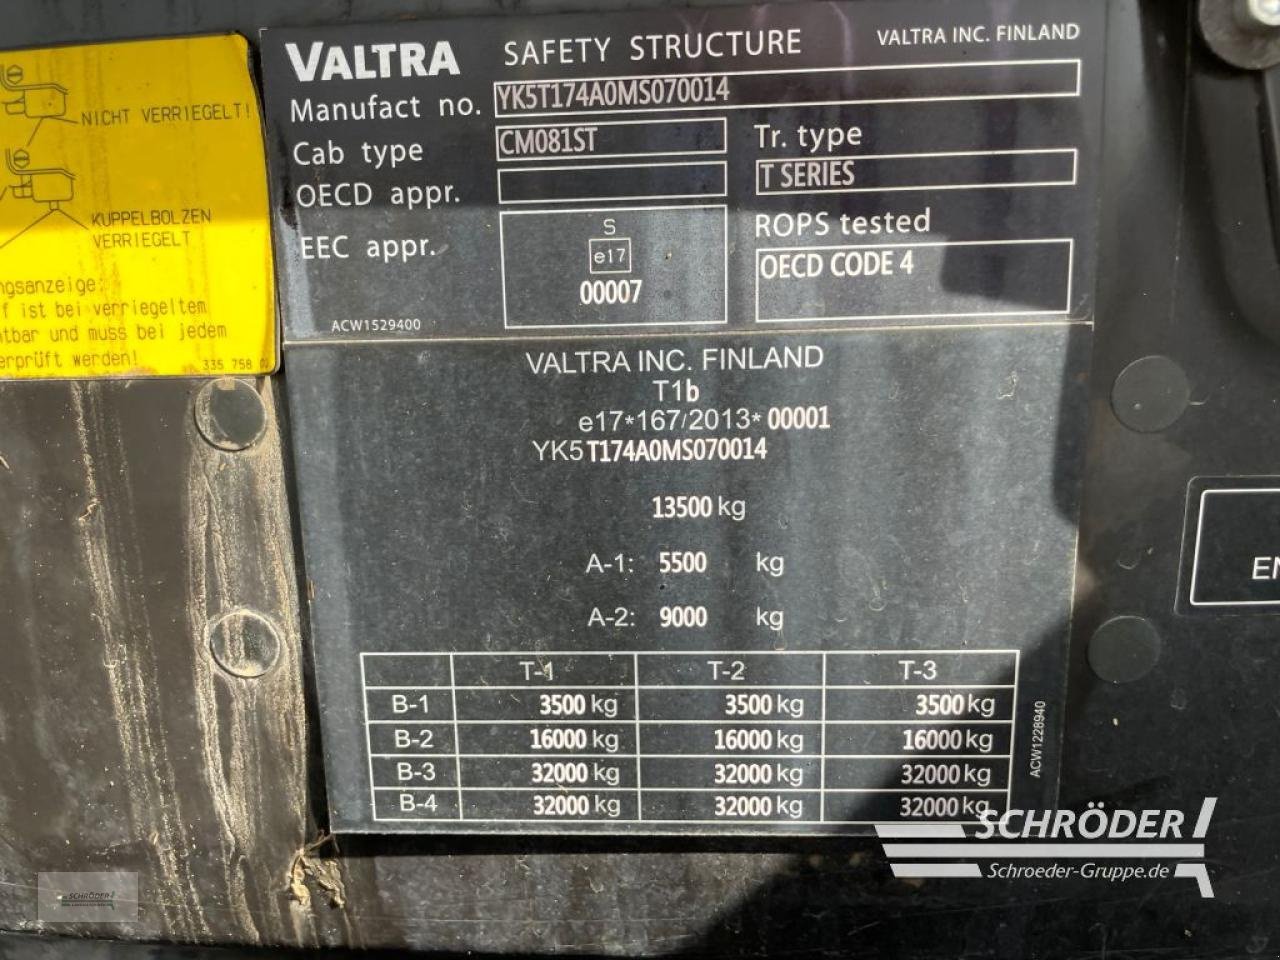 NICHT VERRIEGELT!
KUPPELBOLZEN
VERRIEGELT
ngsanzeige:
f ist bei verriegeltem
htbar und muss bei jedem
erprüft werden!
335 758
VALTRA SAFETY STRUCTURE VALTRA INC. FINLAND
Manufact no. YK5T174A0MS070014
Cab type CM081ST Tr. type
OECD appr. T SERIES
EEC appr. S ROPS tested
e17 OECD CODE 4
00007
ACW1529400
VALTRA INC. FINLAND
T1b
e17*167/2013*00001
YK5T174A0MS070014
13500 kg
A-1: 5500 kg
A-2: 9000 kg
T-1 T-2 T-3
B-1 3500 kg 3500 kg 3500 kg
B-2 16000 kg 16000 kg 16000 kg
B-3 32000 kg 32000 kg 32000 kg
B-4 32000 kg 32000 kg 32000 kg
ACW1228940
EN
SCHRÖDER
Schroeder-Gruppe.de
SCHRÖDER